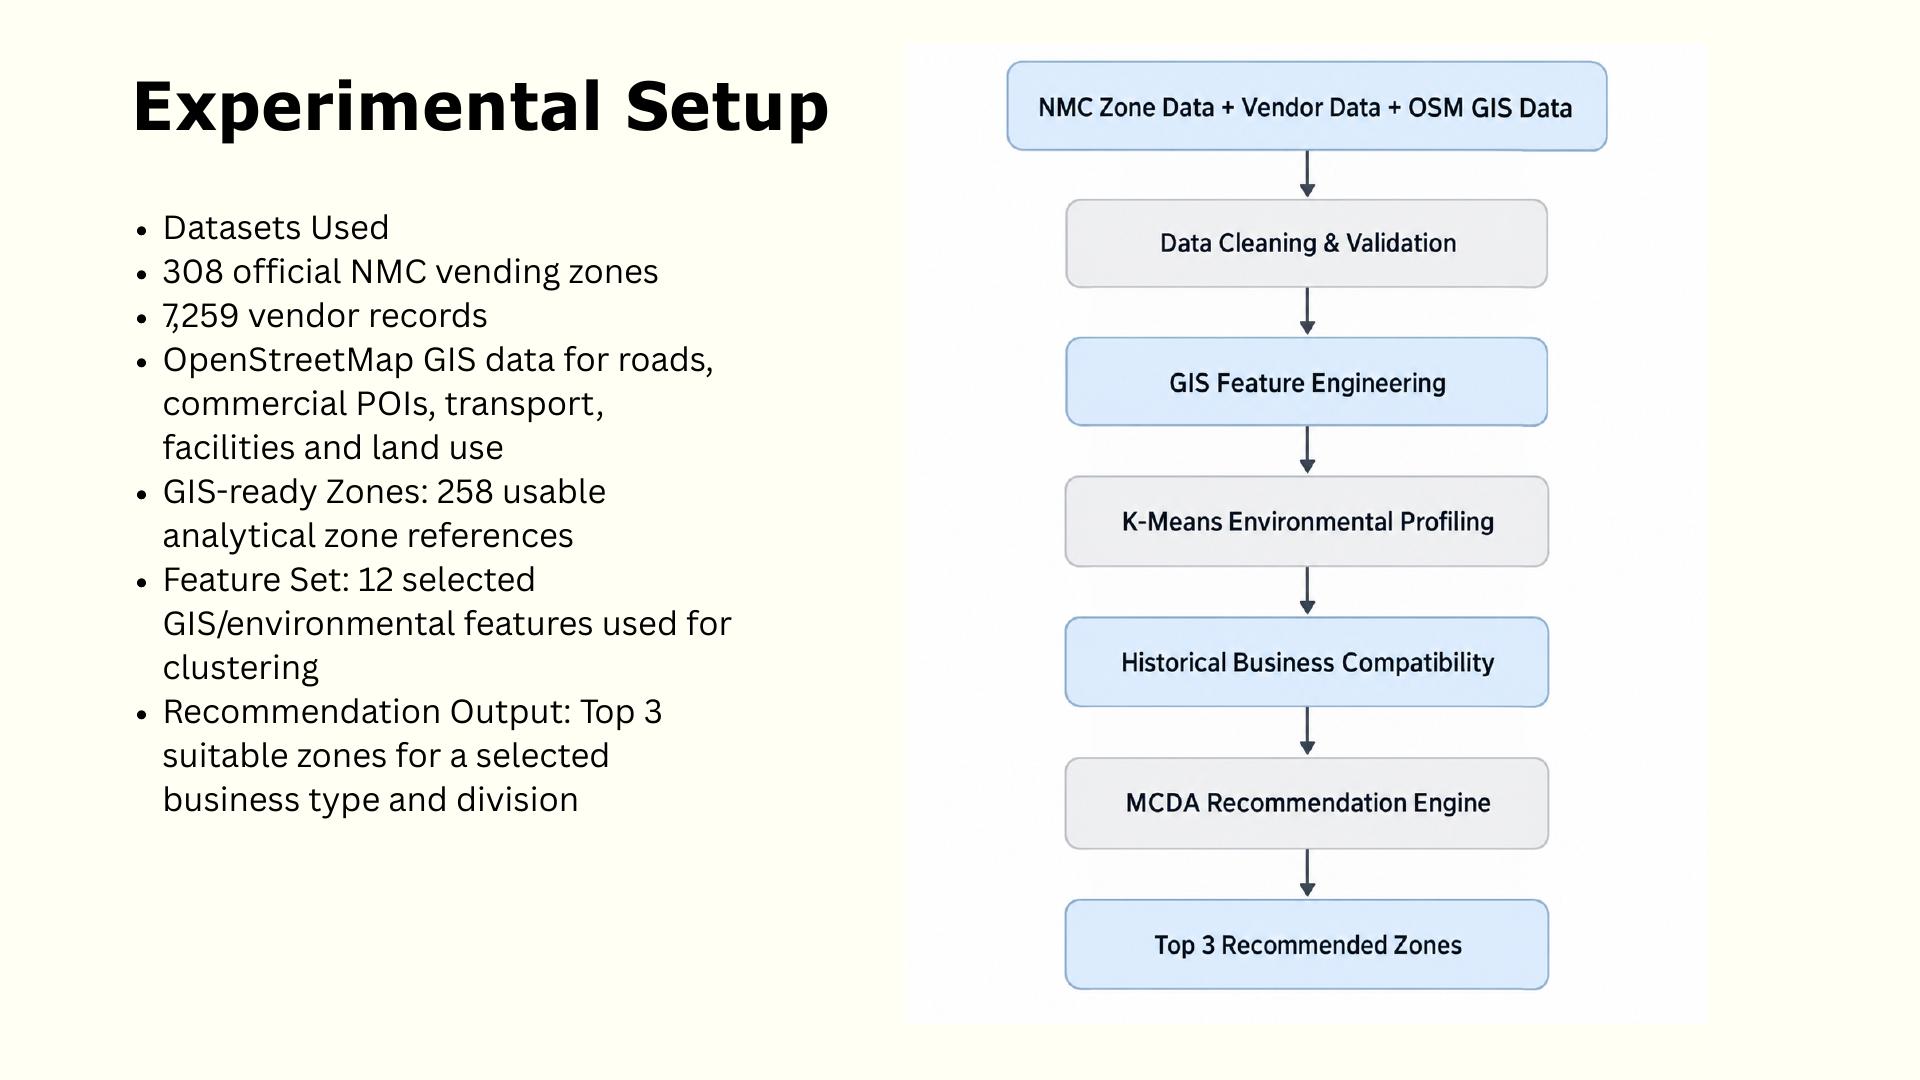 Experimental Setup
• Datasets Used
• 308 official NMC vending zones
• 7,259 vendor records
• OpenStreetMap GIS data for roads,
commercial POIs, transport,
facilities and land use
• GIS-ready Zones: 258 usable
analytical zone references
• Feature Set: 12 selected
GIS/environmental features used for
clustering
• Recommendation Output: Top 3
suitable zones for a selected
business type and division
NMC Zone Data + Vendor Data + OSM GIS Data
Data Cleaning & Validation
GIS Feature Engineering
K-Means Environmental Profiling
Historical Business Compatibility
MCDA Recommendation Engine
Top 3 Recommended Zones